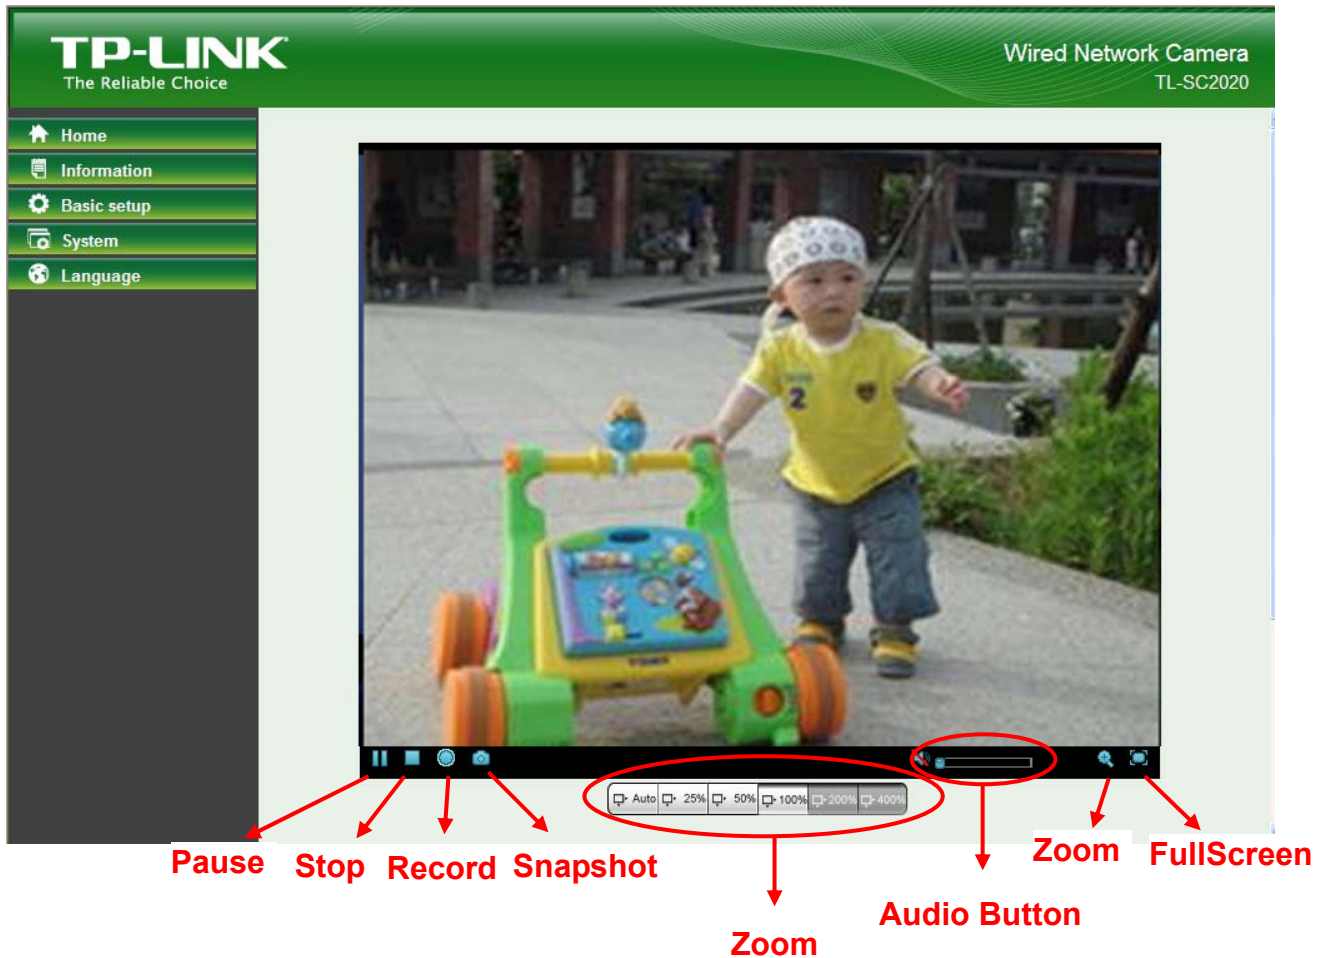 TP-LINK
The Reliable Choice
Wired Network Camera
TL-SC2020
Home
Information
Basic setup
System
Language
2
Auto 25% 50% 100% 200% 400%
Pause Stop Record Snapshot Zoom FullScreen
Audio Button
Zoom